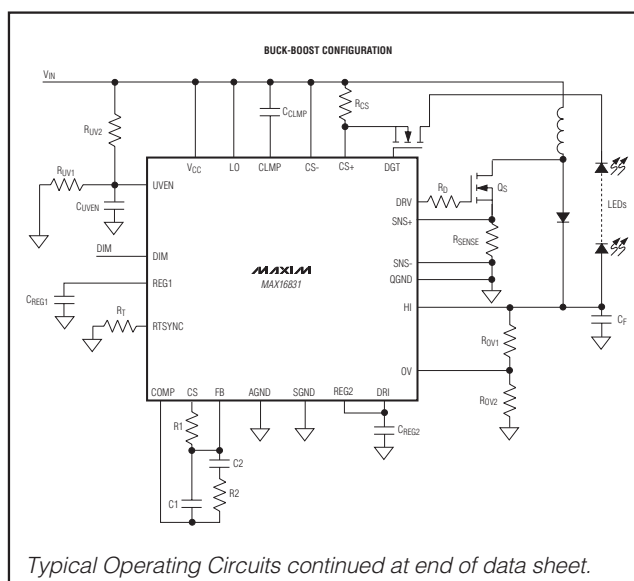 BUCK-BOOST CONFIGURATION
VIN
RCS
CCLMP
RUV2
VCC
LO
CLMP
CS-
CS+
DGT
RUV1
UVEN
CUVEN
DRV
RD
QS
LEDs
SNS+
RSENSE
DIM
DIM
SNS-
QGND
MAXIM
MAX16831
REG1
CREG1
HI
CF
RT
RTSYNC
ROV1
OV
ROV2
COMP
CS
FB
AGND
SGND
REG2
DRI
R1
C2
CREG2
C1
R2
Typical Operating Circuits continued at end of data sheet.